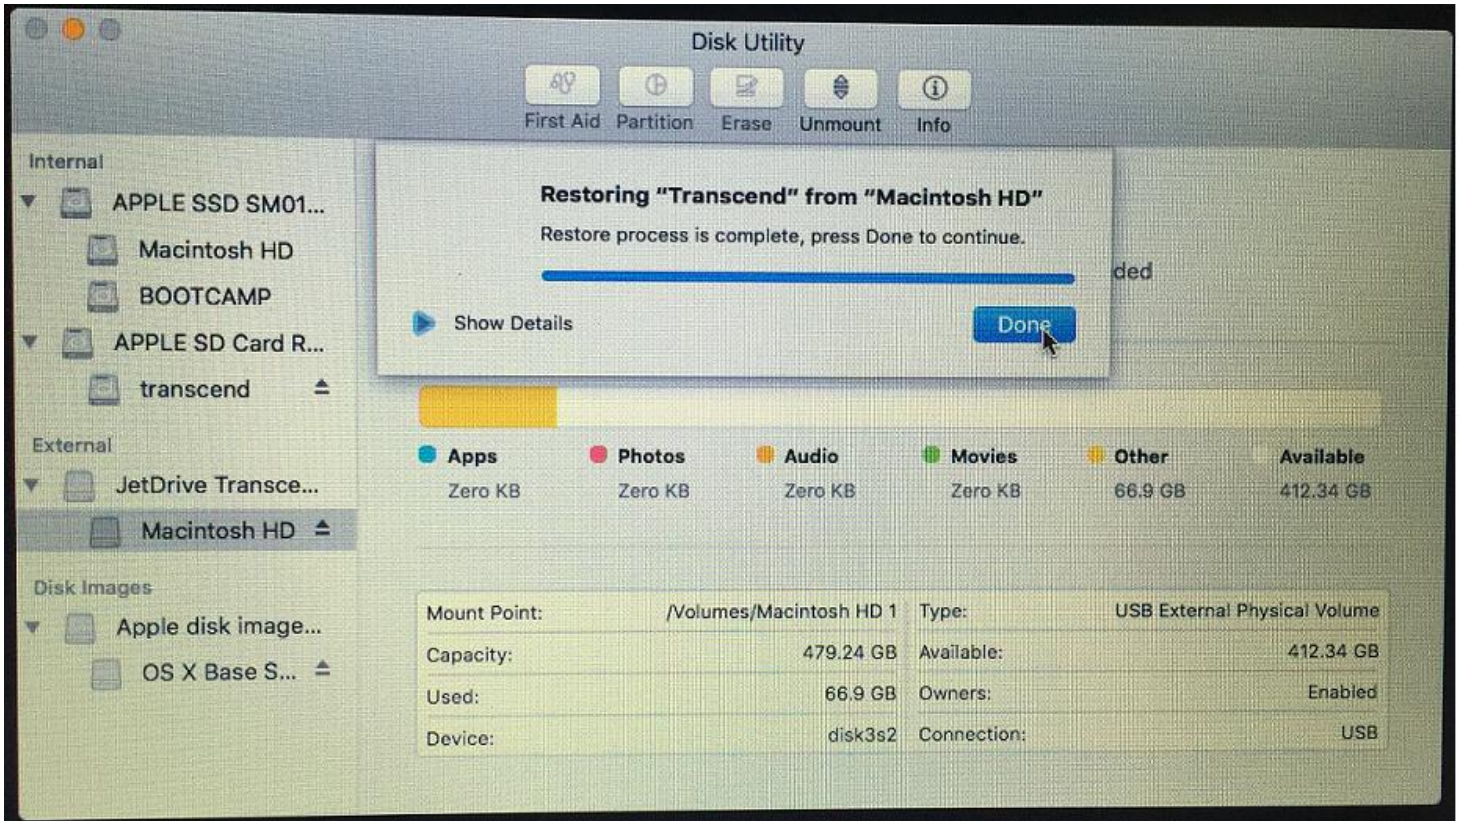 Disk Utility
First Aid Partition Erase Unmount Info
Internal
APPLE SSD SM01...
Macintosh HD
BOOTCAMP
APPLE SD Card R...
transcend
External
JetDrive Transce...
Macintosh HD
Disk Images
Apple disk image...
OS X Base S...
Restoring "Transcend" from "Macintosh HD"
Restore process is complete, press Done to continue.
ded
Show Details
Done
Apps Photos Audio Movies Other Available
Zero KB Zero KB Zero KB Zero KB 66.9 GB 412.34 GB
Mount Point: /Volumes/Macintosh HD 1 Type: USB External Physical Volume
Capacity: 479.24 GB Available: 412.34 GB
Used: 66.9 GB Owners: Enabled
Device: disk3s2 Connection: USB